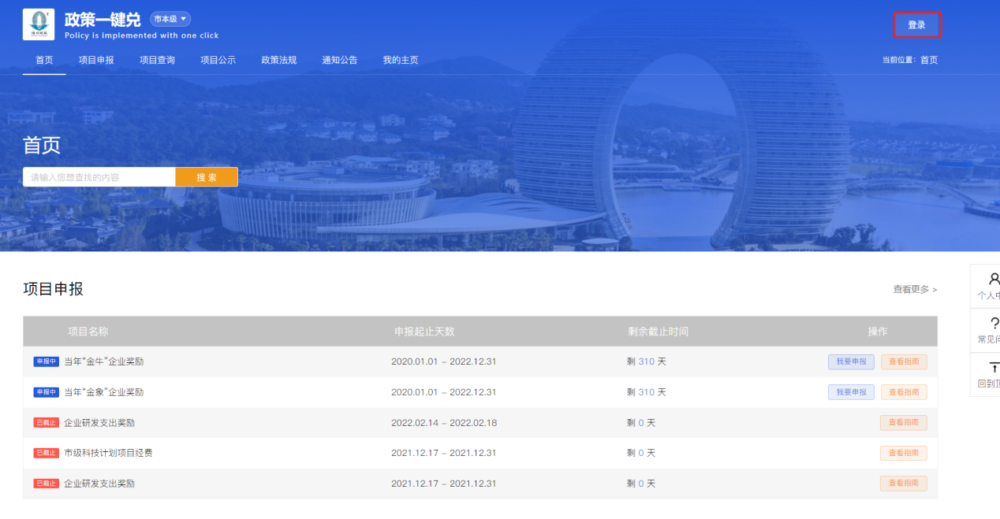 政策一键兑 市本级
Policy is implemented with one click
登录
首页 项目申报 项目查询 项目公示 政策法规 通知公告 我的主页 当前位置：首页
首页
请输入您想查找的内容 搜 索
项目申报 查看更多 >
个人中
常见问
回到顶
项目名称 申报起止天数 剩余截止时间 操作
申报中 当年“金牛”企业奖励 2020.01.01 – 2022.12.31 剩 310 天 我要申报 查看指南
申报中 当年“金象”企业奖励 2020.01.01 – 2022.12.31 剩 310 天 我要申报 查看指南
已截止 企业研发支出奖励 2022.02.14 – 2022.02.18 剩 0 天 查看指南
已截止 市级科技计划项目经费 2021.12.17 – 2021.12.31 剩 0 天 查看指南
已截止 企业研发支出奖励 2021.12.17 – 2021.12.31 剩 0 天 查看指南